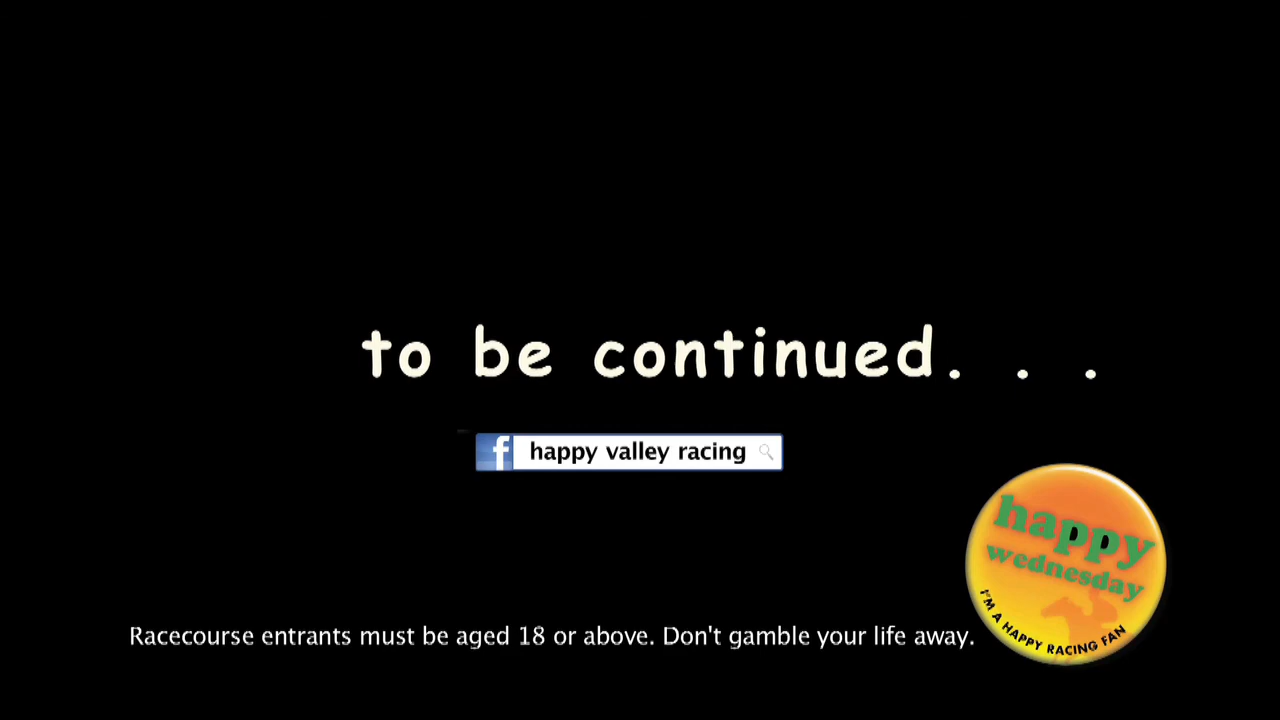 to be continued. . .
f happy valley racing
happy
wednesday
I'M A HAPPY RACING FAN
Racecourse entrants must be aged 18 or above. Don't gamble your life away.